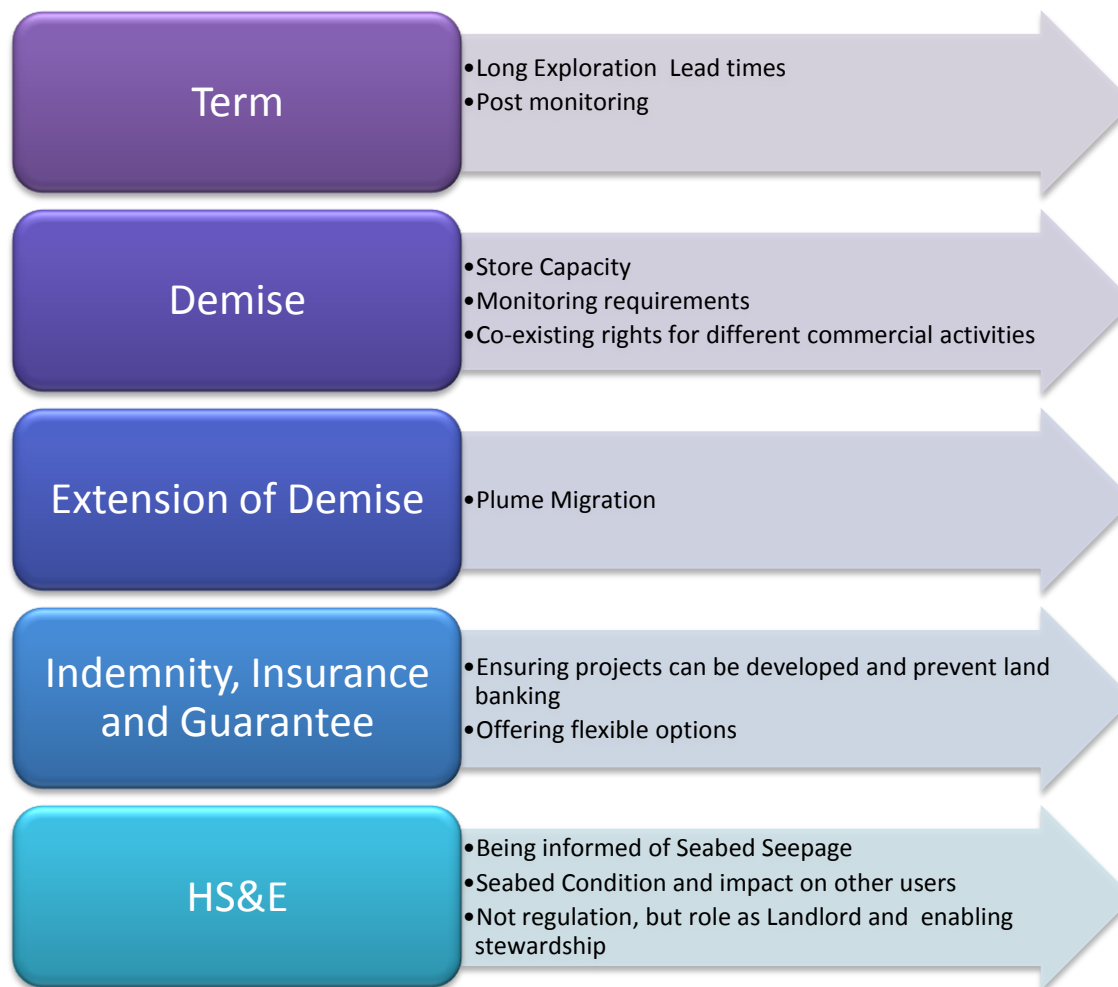 Term
•Long Exploration  Lead times
•Post monitoring
Demise
•Store Capacity
•Monitoring requirements
•Co-existing rights for different commercial activities
Extension of Demise
•Plume Migration
Indemnity, Insurance
and Guarantee
•Ensuring projects can be developed and prevent land
banking
•Offering flexible options
HS&E
•Being informed of Seabed Seepage
•Seabed Condition and impact on other users
•Not regulation, but role as Landlord and  enabling
stewardship